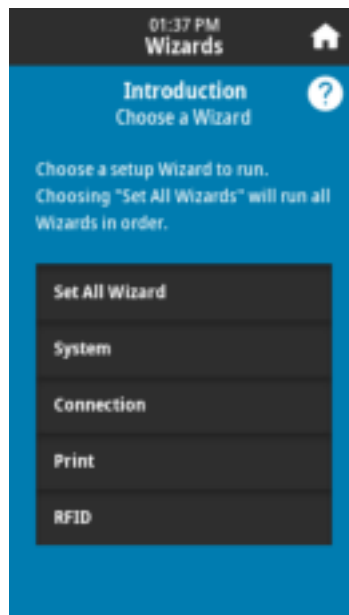 01:37 PM
Wizards
Introduction
?
Choose a Wizard
Choose a setup Wizard to run.
Choosing "Set All Wizards" will run all
Wizards in order.
Set All Wizard
System
Connection
Print
RFID